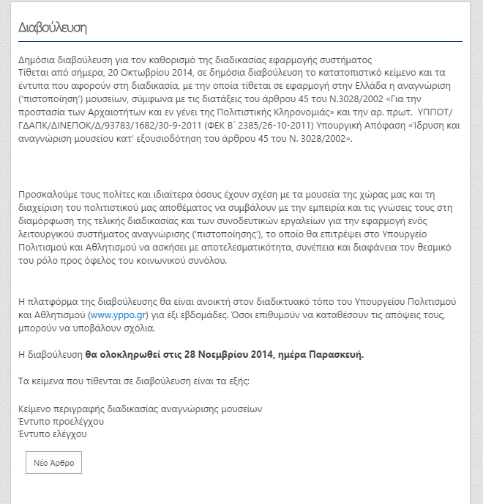 Διαβούλευση
Δημόσια διαβούλευση για τον καθορισμό της διαδικασίας εφαρμογής συστήματος
Τίθεται από σήμερα, 20 Οκτωβρίου 2014, σε δημόσια διαβούλευση το κατατοπιστικό κείμενο και τα
έντυπα που αφορούν στη διαδικασία, με την οποία τίθεται σε εφαρμογή στην Ελλάδα η αναγνώριση
('πιστοποίηση') μουσείων, σύμφωνα με τις διατάξεις του άρθρου 45 του Ν.3028/2002 «Για την
προστασία των Αρχαιοτήτων και εν γένει της Πολιτιστικής Κληρονομιάς» και την αρ. πρωτ. ΥΠΠΟΤ/
ΓΔΑΠΚ/ΔΙΝΕΠΟΚ/Δ/93783/1682/30-9-2011 (ΦΕΚ Β΄ 2385/26-10-2011) Υπουργική Απόφαση «Ίδρυση και
αναγνώριση μουσείου κατ' εξουσιοδότηση του άρθρου 45 του Ν. 3028/2002».
Προσκαλούμε τους πολίτες και ιδιαίτερα όσους έχουν σχέση με τα μουσεία της χώρας μας και τη
διαχείριση του πολιτιστικού μας αποθέματος να συμβάλουν με την εμπειρία και τις γνώσεις τους στη
διαμόρφωση της τελικής διαδικασίας και των συνοδευτικών εργαλείων για την εφαρμογή ενός
λειτουργικού συστήματος αναγνώρισης ('πιστοποίησης'), το οποίο θα επιτρέψει στο Υπουργείο
Πολιτισμού και Αθλητισμού να ασκήσει με αποτελεσματικότητα, συνέπεια και διαφάνεια τον θεσμικό
του ρόλο προς όφελος του κοινωνικού συνόλου.
Η πλατφόρμα της διαβούλευσης θα είναι ανοικτή στον διαδικτυακό τόπο του Υπουργείου Πολιτισμού
και Αθλητισμού (www.yppo.gr) για έξι εβδομάδες. Όσοι επιθυμούν να καταθέσουν τις απόψεις τους,
μπορούν να υποβάλουν σχόλια.
Η διαβούλευση θα ολοκληρωθεί στις 28 Νοεμβρίου 2014, ημέρα Παρασκευή.
Τα κείμενα που τίθενται σε διαβούλευση είναι τα εξής:
Κείμενο περιγραφής διαδικασίας αναγνώρισης μουσείων
Έντυπο προελέγχου
Έντυπο ελέγχου
Νέο Άρθρο